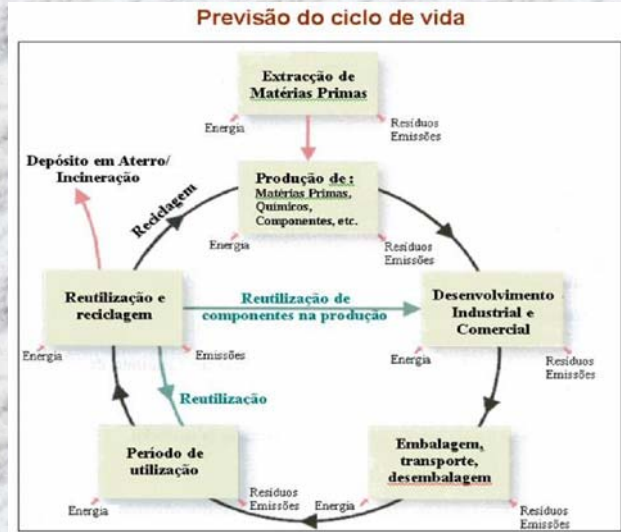 Previsão do ciclo de vida
Extracção de
Matérias Primas
Energia
Resíduos
Emissões
Depósito em Aterro/
Incineração
Reciclagem
Produção de :
Matérias Primas,
Químicos,
Componentes, etc.
Energia
Resíduos
Emissões
Reutilização e
reciclagem
Reutilização de
componentes na produção
Desenvolvimento
Industrial e
Comercial
Energia
Emissões
Energia
Resíduos
Emissões
Reutilização
Período de
utilização
Embalagem,
transporte,
desembalagem
Energia
Resíduos
Emissões
Energia
Resíduos
Emissões